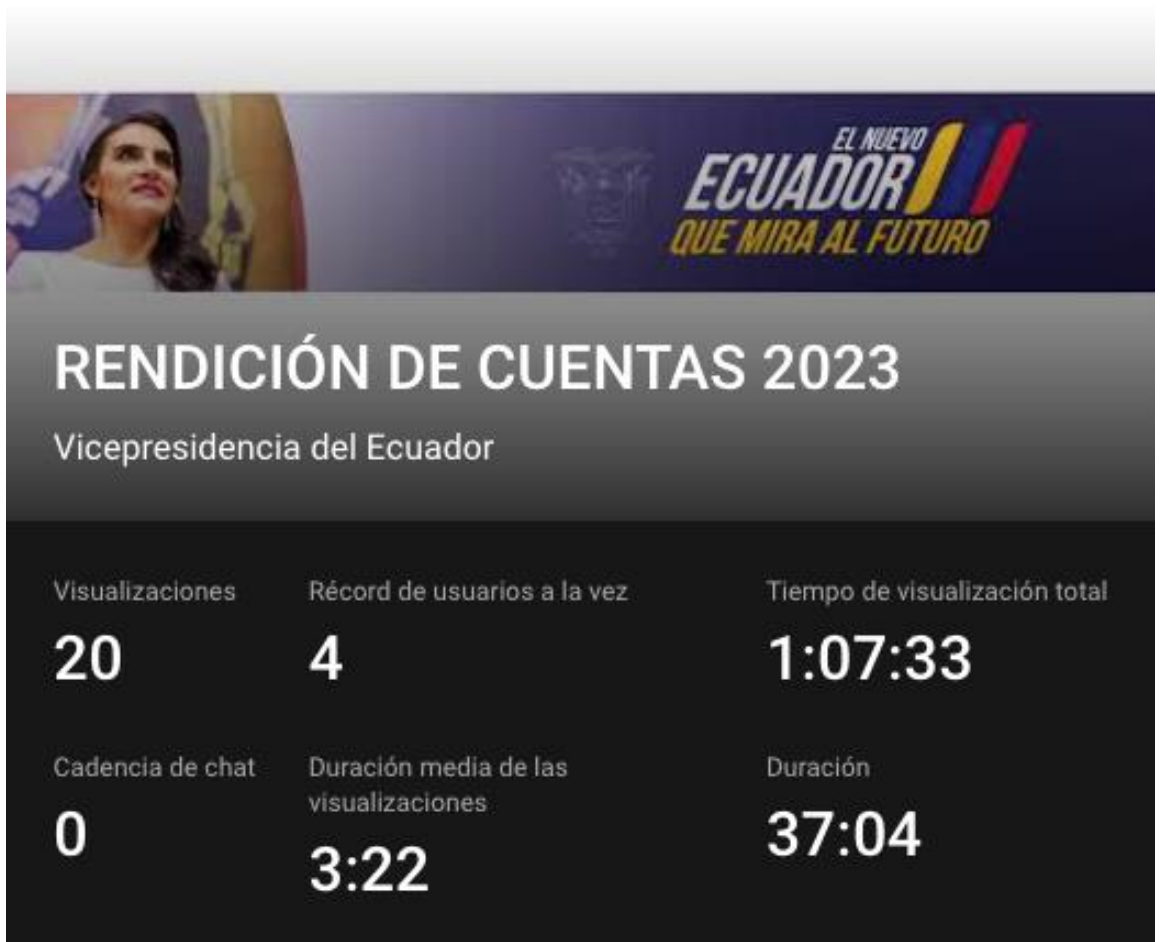 EL NUEVO
ECUADOR
QUE MIRA AL FUTURO
RENDICIÓN DE CUENTAS 2023
Vicepresidencia del Ecuador
Visualizaciones
20
Récord de usuarios a la vez
4
Tiempo de visualización total
1:07:33
Cadencia de chat
0
Duración media de las
visualizaciones
3:22
Duración
37:04